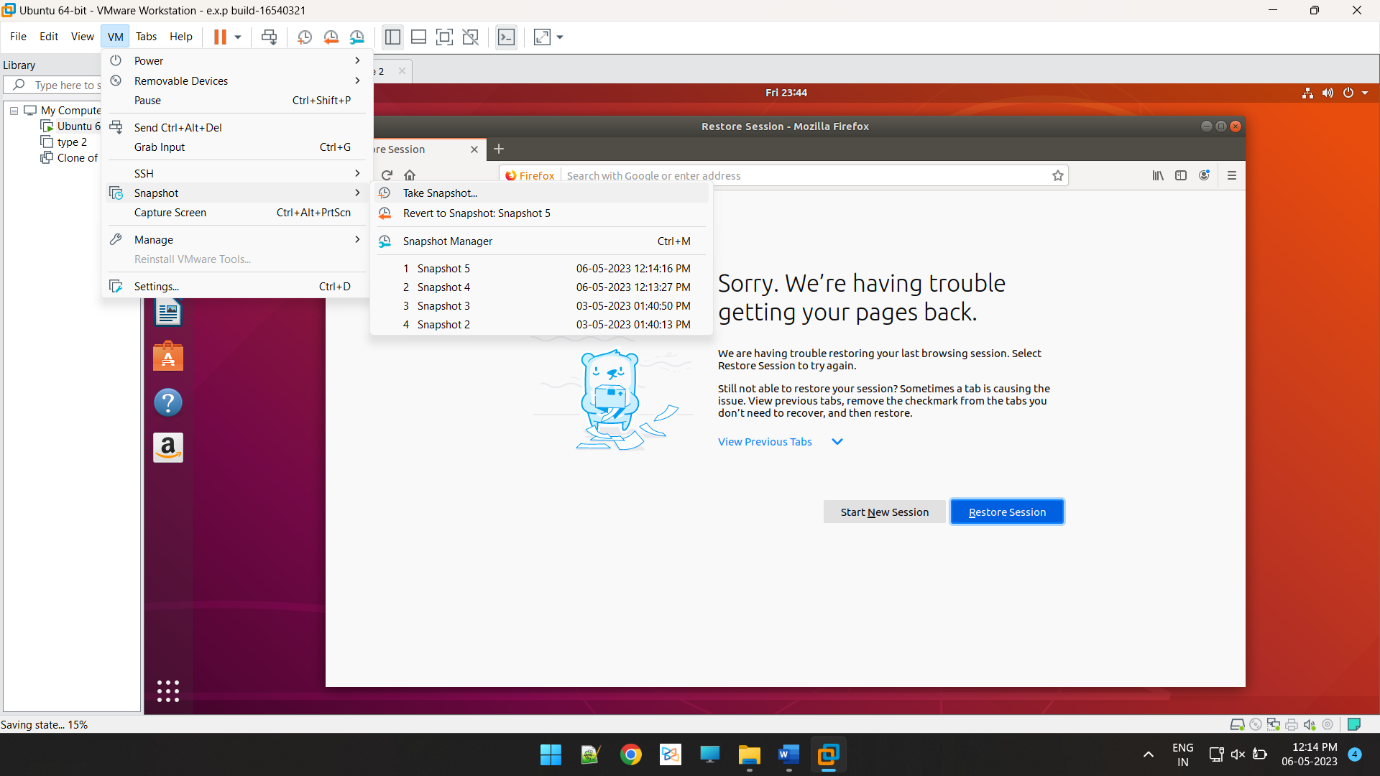 Ubuntu 64-bit - VMware Workstation - e.x.p build-16540321
File Edit View VM Tabs Help
Library
Type here to s
My Compute
Ubuntu 6
type 2
Clone of
Power
Removable Devices
Pause Ctrl+Shift+P
Send Ctrl+Alt+Del
Grab Input Ctrl+G
SSH
Snapshot
Capture Screen Ctrl+Alt+PrtScn
Manage
Reinstall VMware Tools...
Settings... Ctrl+D
Take Snapshot...
Revert to Snapshot: Snapshot 5
Snapshot Manager Ctrl+M
1 Snapshot 5 06-05-2023 12:14:16 PM
2 Snapshot 4 06-05-2023 12:13:27 PM
3 Snapshot 3 03-05-2023 01:40:50 PM
4 Snapshot 2 03-05-2023 01:40:13 PM
e 2
Fri 23:44
Restore Session - Mozilla Firefox
ore Session
Firefox Search with Google or enter address
Sorry. We’re having trouble
getting your pages back.
We are having trouble restoring your last browsing session. Select
Restore Session to try again.
Still not able to restore your session? Sometimes a tab is causing the
issue. View previous tabs, remove the checkmark from the tabs you
don’t need to recover, and then restore.
View Previous Tabs
Start New Session Restore Session
Saving state... 15%
ENG
IN
12:14 PM
06-05-2023
4